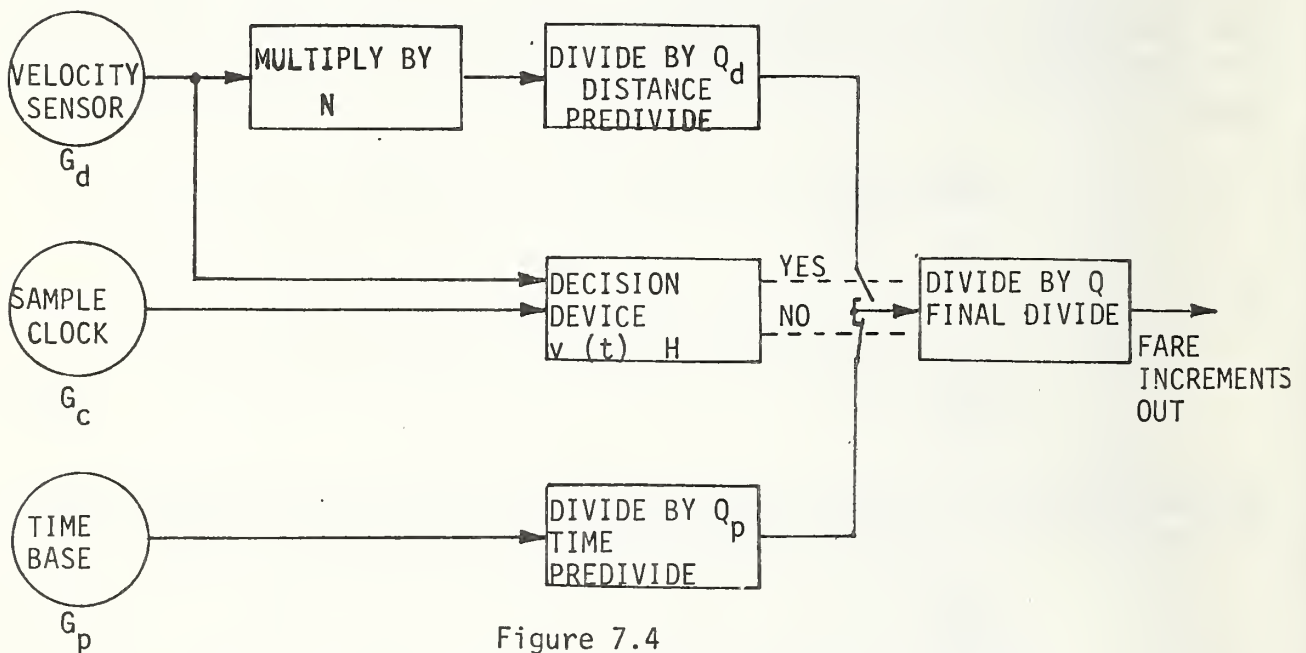 VELOCITY
SENSOR
G_d
MULTIPLY BY
N
DIVIDE BY Q_d
DISTANCE
PREDIVIDE
SAMPLE
CLOCK
G_c
DECISION
DEVICE
v (t) H
YES
NO
DIVIDE BY Q
FINAL DIVIDE
FARE
INCREMENTS
OUT
TIME
BASE
G_p
DIVIDE BY Q_p
TIME
PREDIVIDE
Figure 7.4